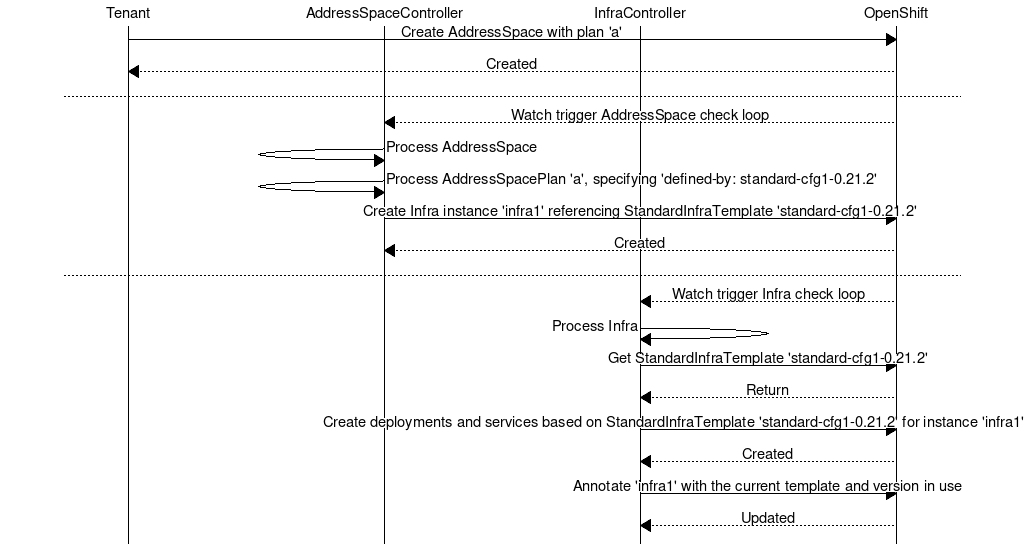 Tenant AddressSpaceController InfraController OpenShift
Create AddressSpace with plan 'a'
Created
Watch trigger AddressSpace check loop
Process AddressSpace
Process AddressSpacePlan 'a', specifying 'defined-by: standard-cfg1-0.21.2'
Create Infra instance 'infra1' referencing StandardInfraTemplate 'standard-cfg1-0.21.2'
Created
Watch trigger Infra check loop
Process Infra
Get StandardInfraTemplate 'standard-cfg1-0.21.2'
Return
Create deployments and services based on StandardInfraTemplate 'standard-cfg1-0.21.2' for instance 'infra1'
Created
Annotate 'infra1' with the current template and version in use
Updated